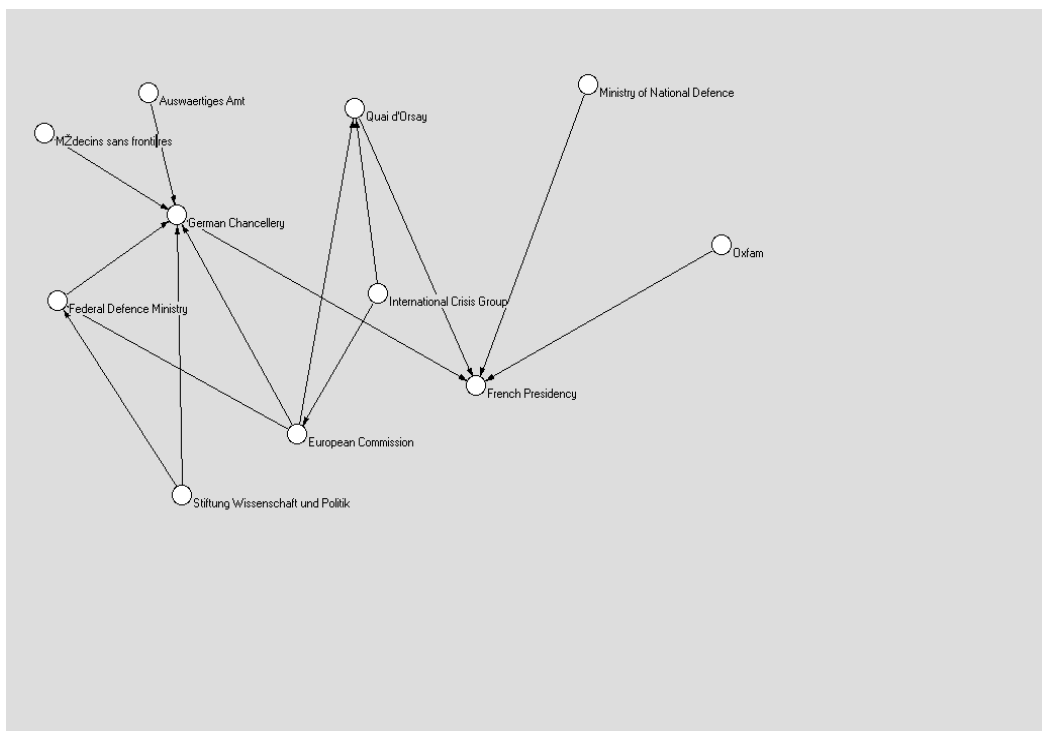 Ministry of National Defence
Auswaertiges Amt
Quai d'Orsay
MŽdecins sans frontires
German Chancellery
Oxfam
International Crisis Group
Federal Defence Ministry
French Presidency
European Commission
Stiftung Wissenschaft und Politik